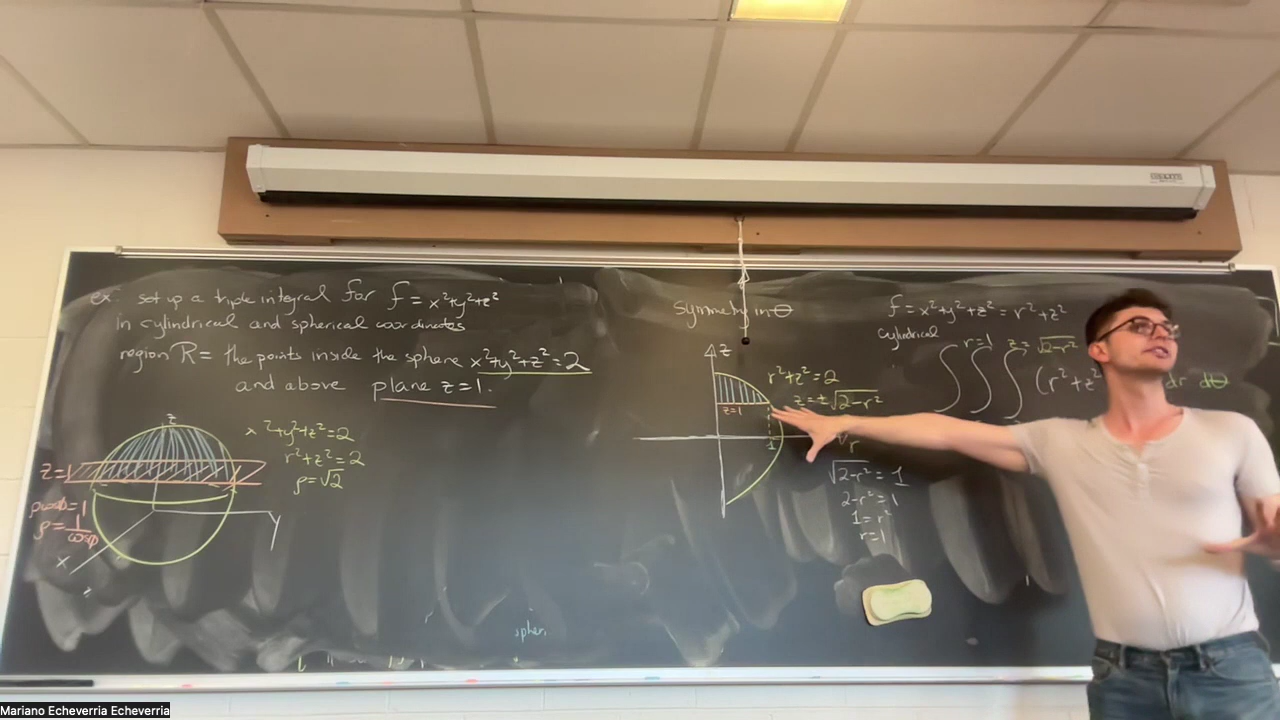 ex: set up a triple integral for f = x²+y²+z²
in cylindrical and spherical coordinates
region R = the points inside the sphere x²+y²+z²=2
and above plane z=1.
z
z=1
ρcosφ=1
ρ=1/cosφ
x
y
x²+y²+z²=2
r²+z²=2
ρ=√2
symmetry in θ
z
r²+z²=2
z=±√2-r²
z=1
1
r
√2-r² = 1
2-r²=1
1=r²
r=1
f=x²+y²+z²=r²+z²
cylindrical
∫ ∫ r=1 ∫ z=√2-r² (r²+z² dr dθ
spher
Mariano Echeverria Echeverria